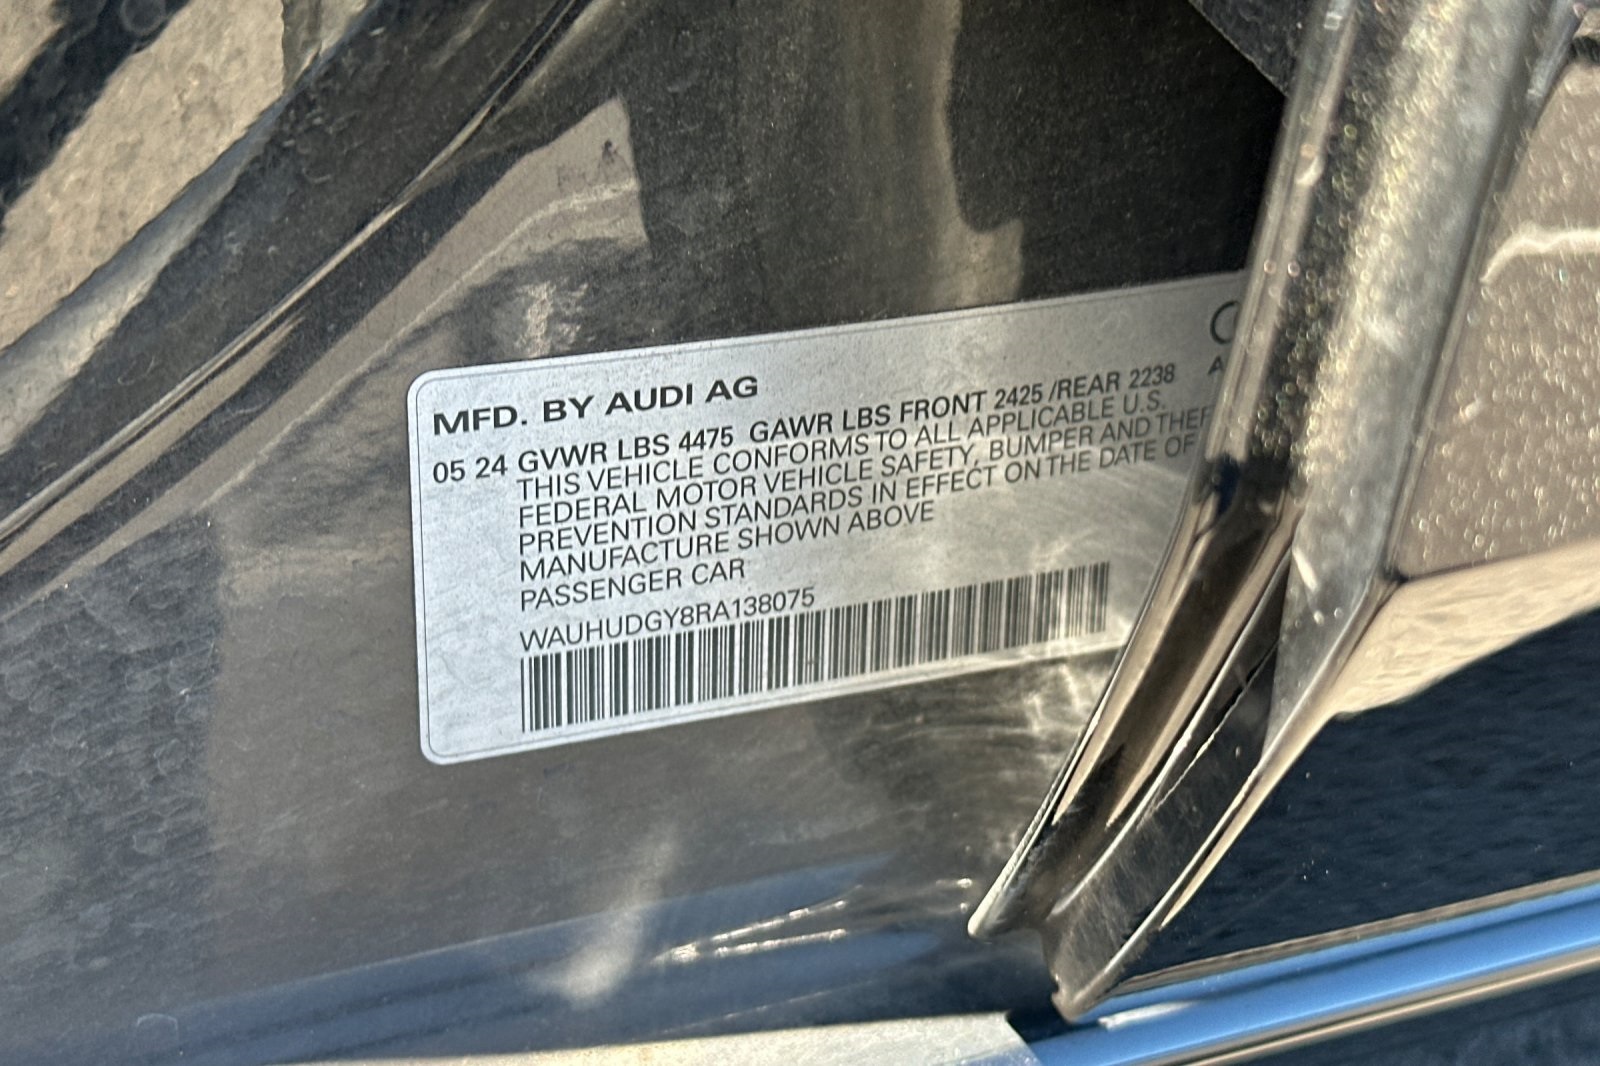 MFD. BY AUDI AG
05 24 GVWR LBS 4475 GAWR LBS FRONT 2425 /REAR 2238
THIS VEHICLE CONFORMS TO ALL APPLICABLE U.S.
FEDERAL MOTOR VEHICLE SAFETY, BUMPER AND THEF
PREVENTION STANDARDS IN EFFECT ON THE DATE OF
MANUFACTURE SHOWN ABOVE
PASSENGER CAR
WAUHUDGY8RA138075